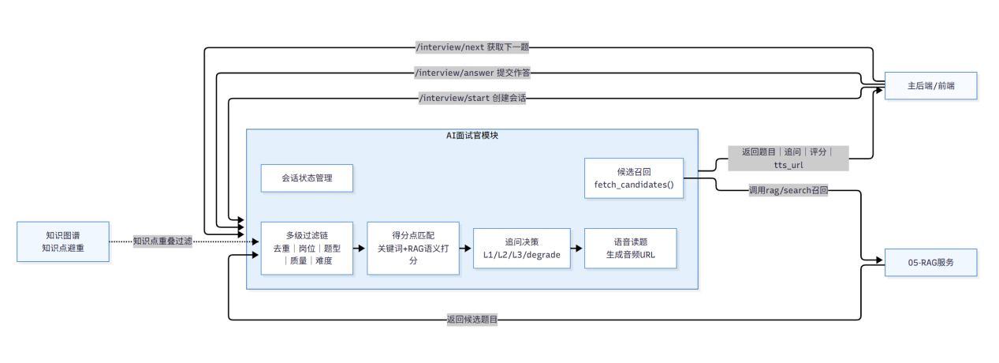 /interview/next 获取下一题
/interview/answer 提交作答
主后端/前端
/interview/start 创建会话
AI面试官模块
返回题目｜追问｜评分｜
tts_url
会话状态管理
候选召回
fetch_candidates()
调用rag/search召回
知识图谱
知识点避重
知识点重叠过滤
多级过滤链
去重｜岗位｜题型
｜质量｜难度
得分点匹配
关键词+RAG语义打
分
追问决策
L1/L2/L3/degrade
语音读题
生成音频URL
05-RAG服务
返回候选题目